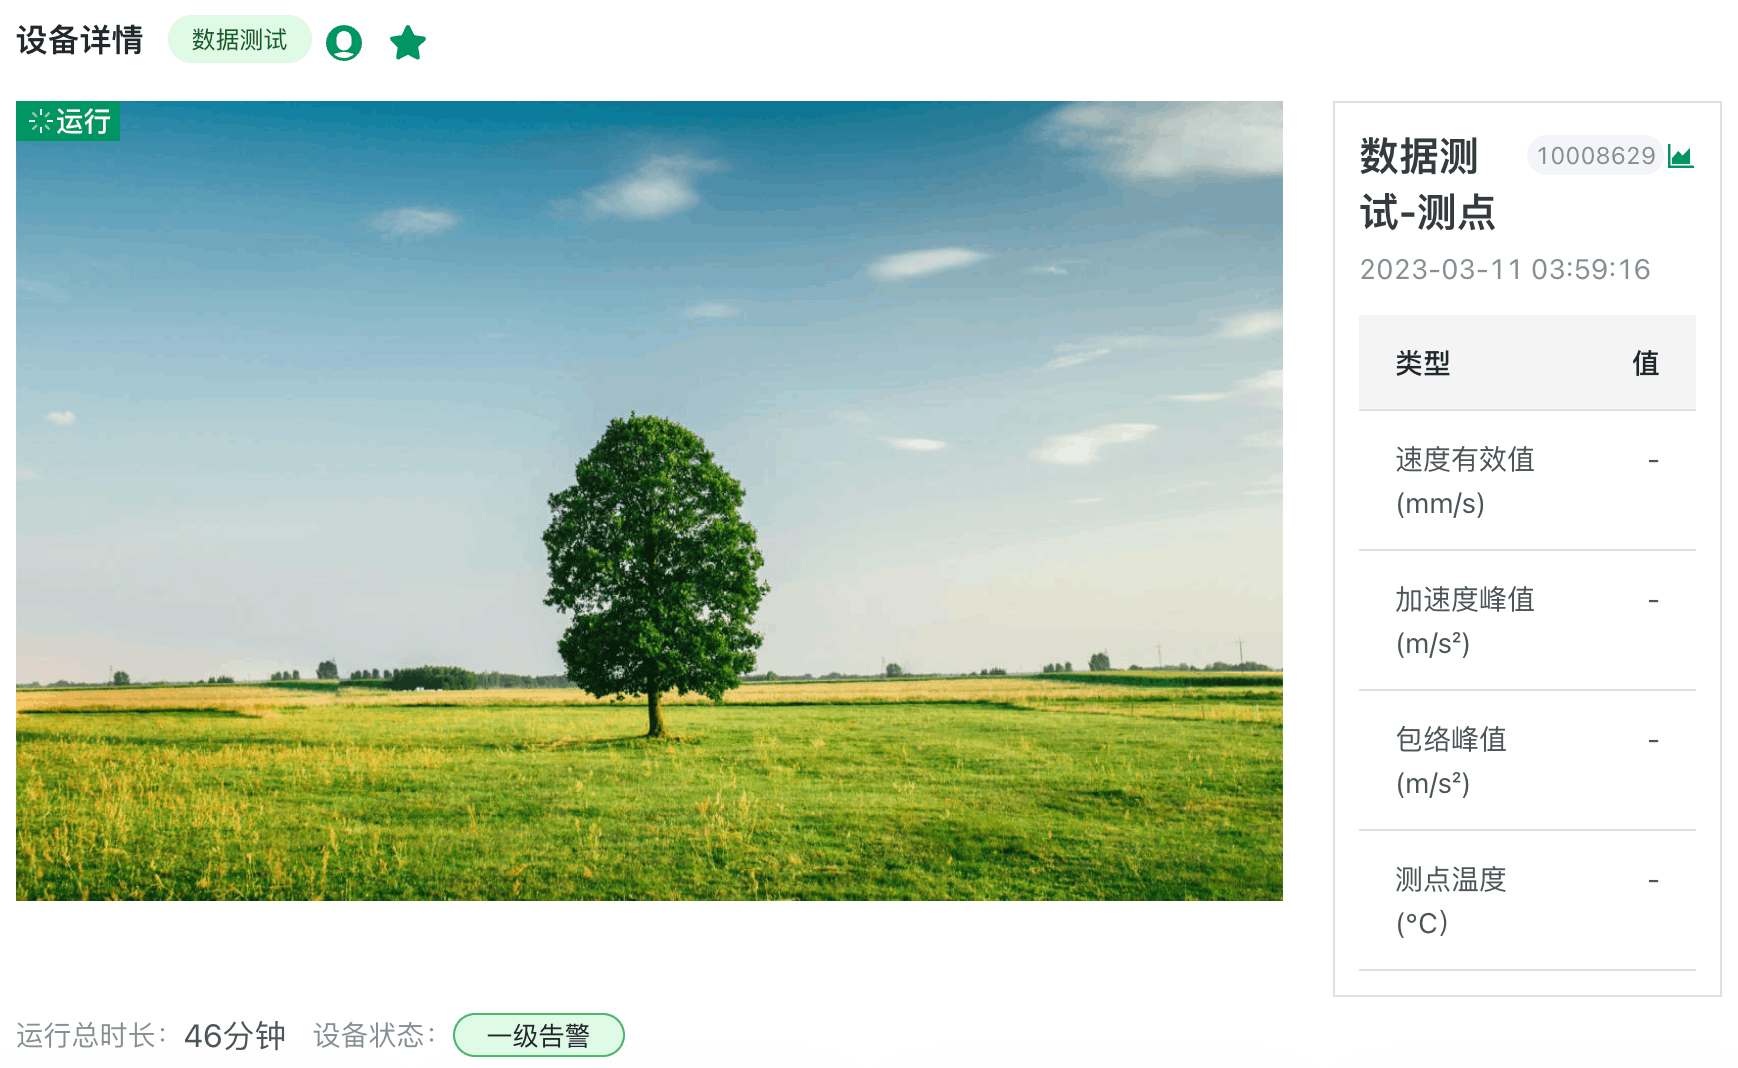 设备详情 数据测试
运行
数据测 10008629
试-测点
2023-03-11 03:59:16
类型 值
速度有效值 -
(mm/s)
加速度峰值 -
(m/s²)
包络峰值 -
(m/s²)
测点温度 -
(°C)
运行总时长： 46分钟 设备状态： 一级告警